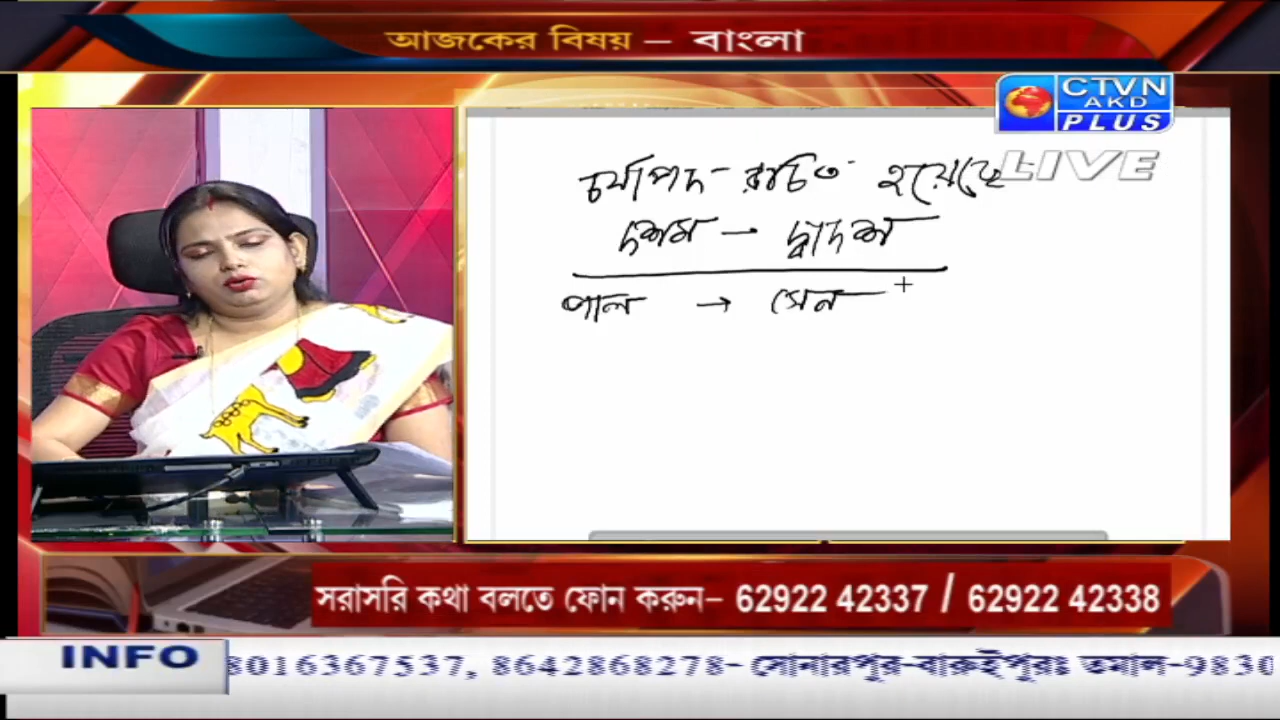 আজকের বিষয় – বাংলা
CTVN
AKD
PLUS
LIVE
চর্যাপদ রচিত হয়েছে
দশম – দ্বাদশ
পাল → সেন
সরাসরি কথা বলতে ফোন করুন– 62922 42337 / 62922 42338
INFO 8016367537, 8642868278- সোনারপুর-বারুইপুরঃ তমাল-9830